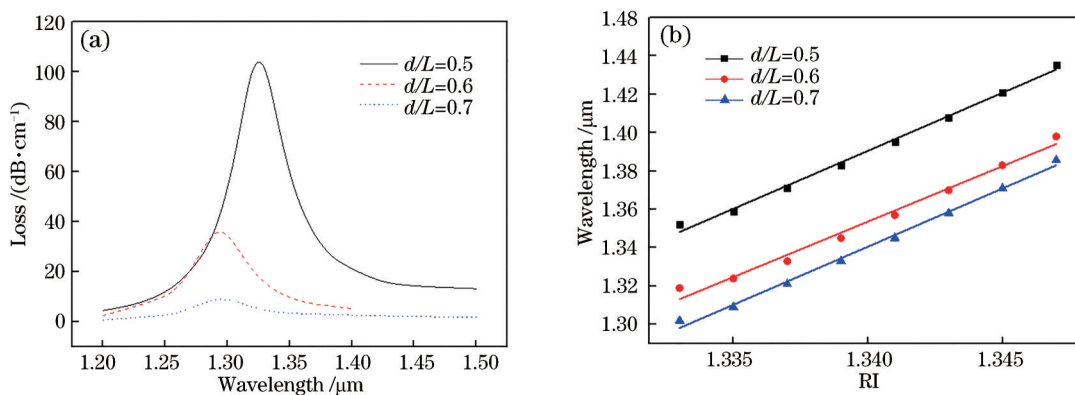 (a)
120
100
80
60
40
20
0
Loss /(dB·cm⁻¹)
d/L=0.5
d/L=0.6
d/L=0.7
1.20 1.25 1.30 1.35 1.40 1.45 1.50
Wavelength /μm
(b)
1.48
1.44
1.42
1.40
1.38
1.36
1.34
1.32
1.30
Wavelength /μm
d/L=0.5
d/L=0.6
d/L=0.7
1.335 1.340 1.345
RI